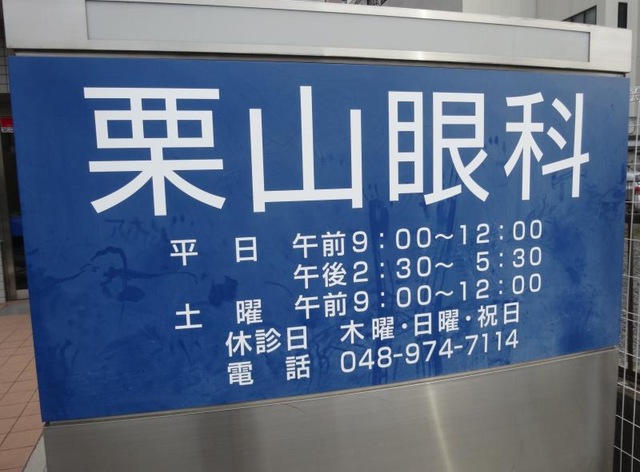 栗山眼科
平日 午前9:00〜12:00
午後2:30〜5:30
土曜 午前9:00〜12:00
休診日 木曜・日曜・祝日
電話 048-974-7114